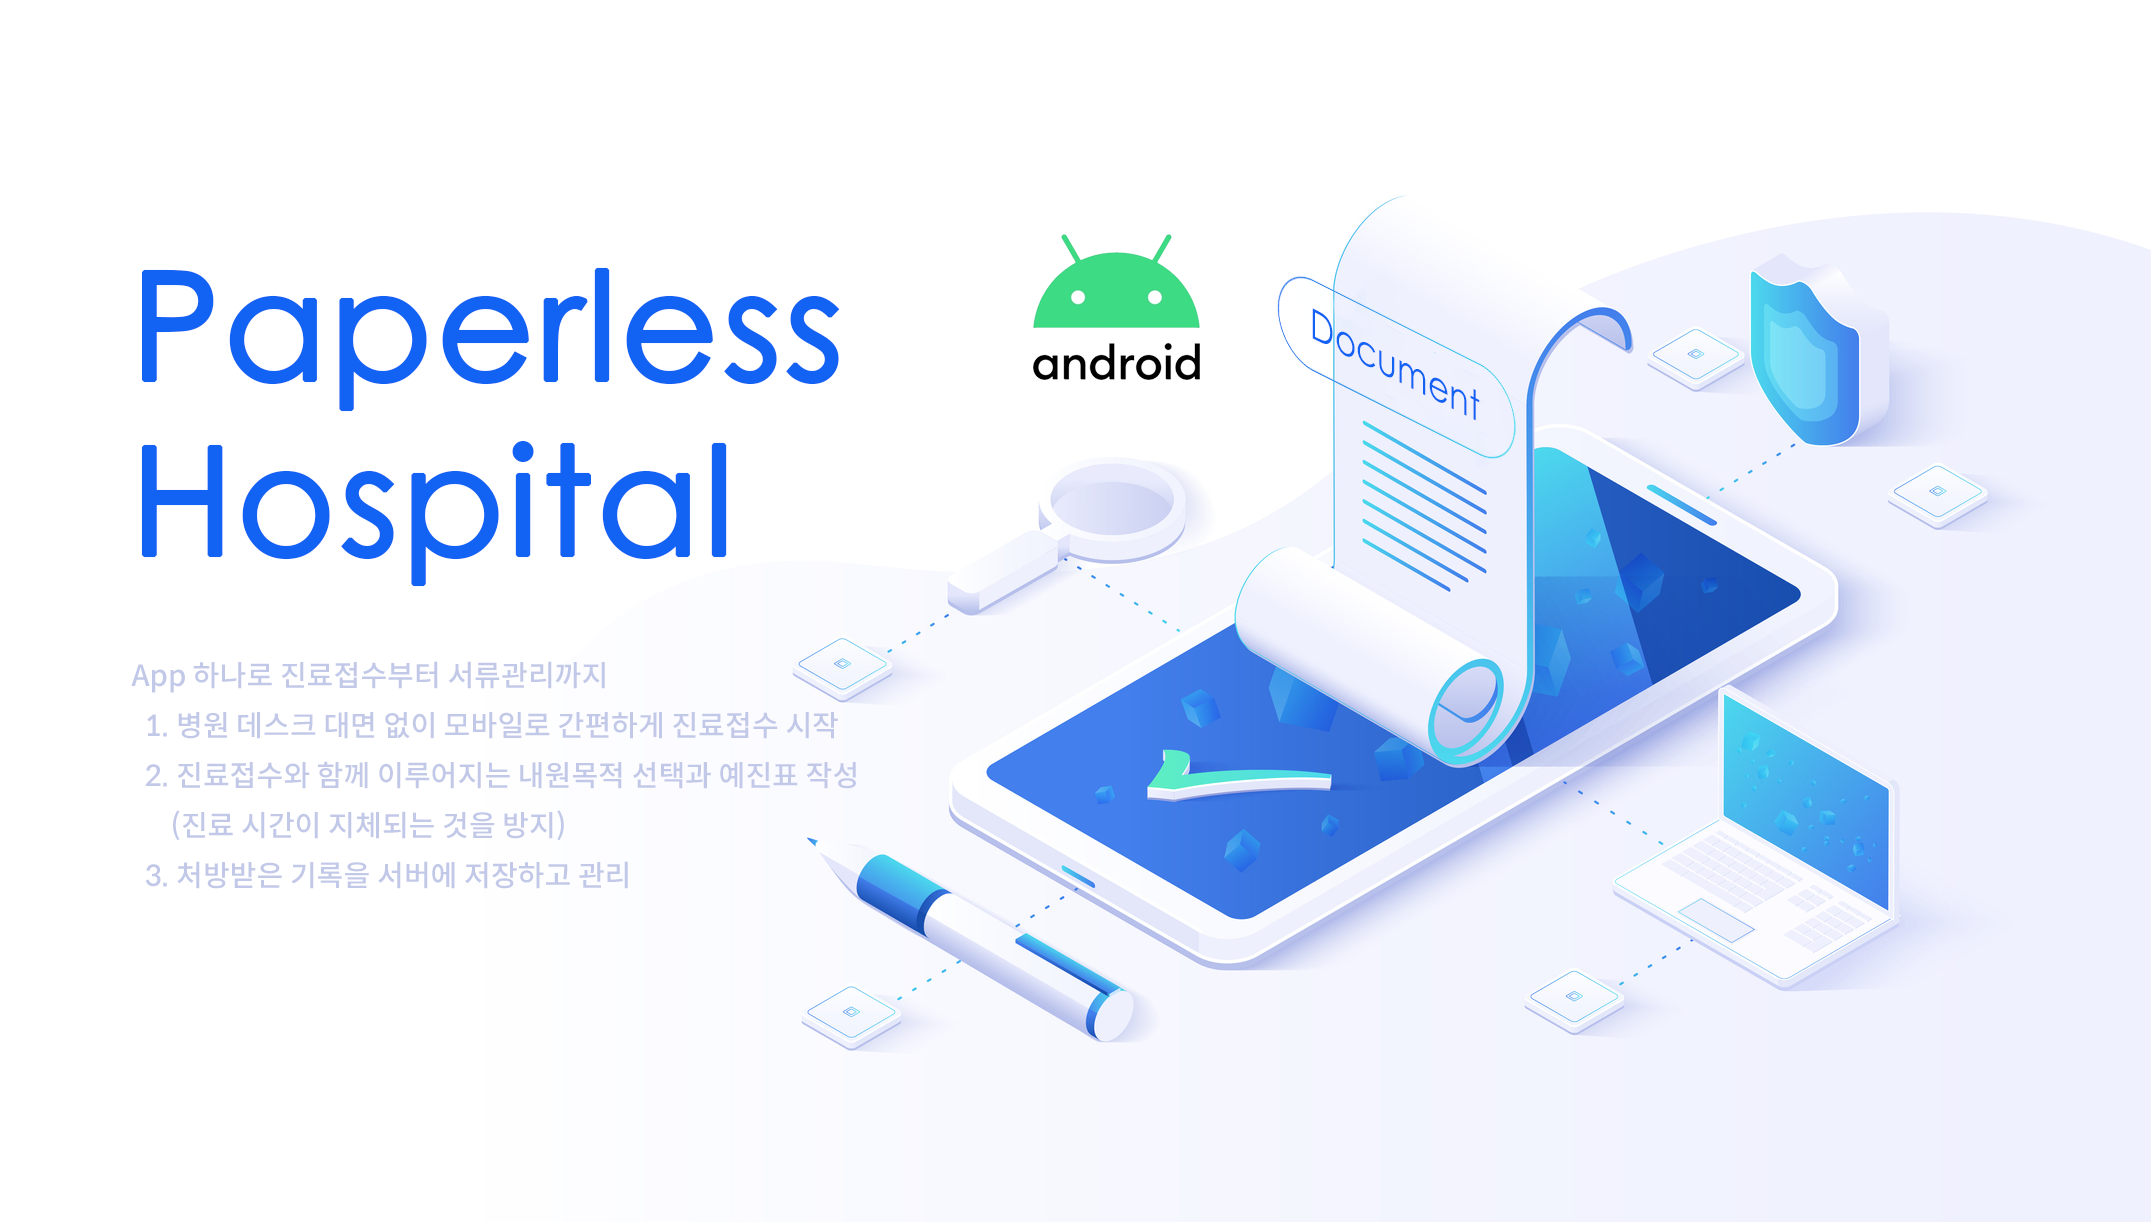 Paperless
Hospital
android
Document
App 하나로 진료접수부터 서류관리까지
1. 병원 데스크 대면 없이 모바일로 간편하게 진료접수 시작
2. 진료접수와 함께 이루어지는 내원목적 선택과 예진표 작성
(진료 시간이 지체되는 것을 방지)
3. 처방받은 기록을 서버에 저장하고 관리